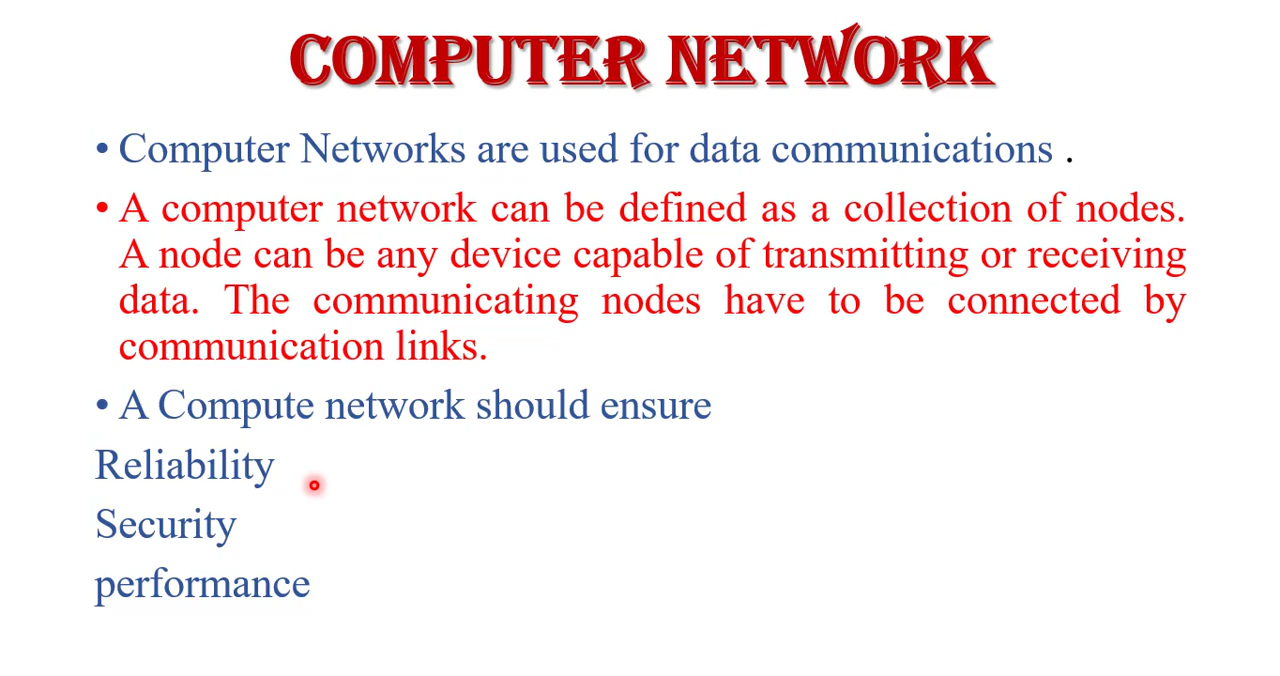 COMPUTER NETWORK
• Computer Networks are used for data communications .
• A computer network can be defined as a collection of nodes.
A node can be any device capable of transmitting or receiving
data. The communicating nodes have to be connected by
communication links.
• A Compute network should ensure
Reliability
Security
performance